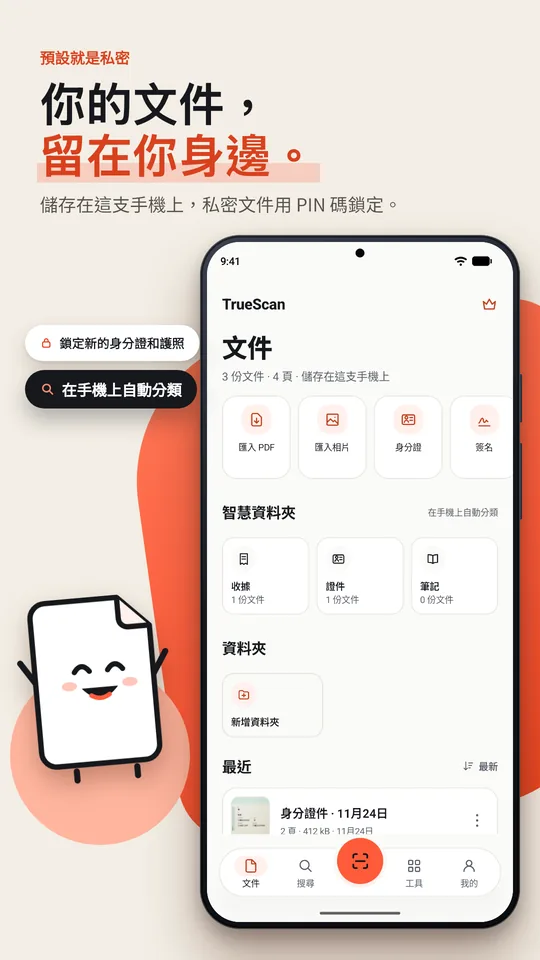 預設就是私密
你的文件，
留在你身邊。
儲存在這支手機上，私密文件用 PIN 碼鎖定。
9:41
TrueScan
鎖定新的身分證和護照
文件
在手機上自動分類
3 份文件 · 4 頁 · 儲存在這支手機上
匯入 PDF
匯入相片
身分證
簽名
智慧資料夾
在手機上自動分類
收據
1 份文件
證件
1 份文件
筆記
0 份文件
資料夾
新增資料夾
最近
最新
身分證件 · 11月24日
2 頁 · 412 kB · 11月24日
文件
搜尋
工具
我的